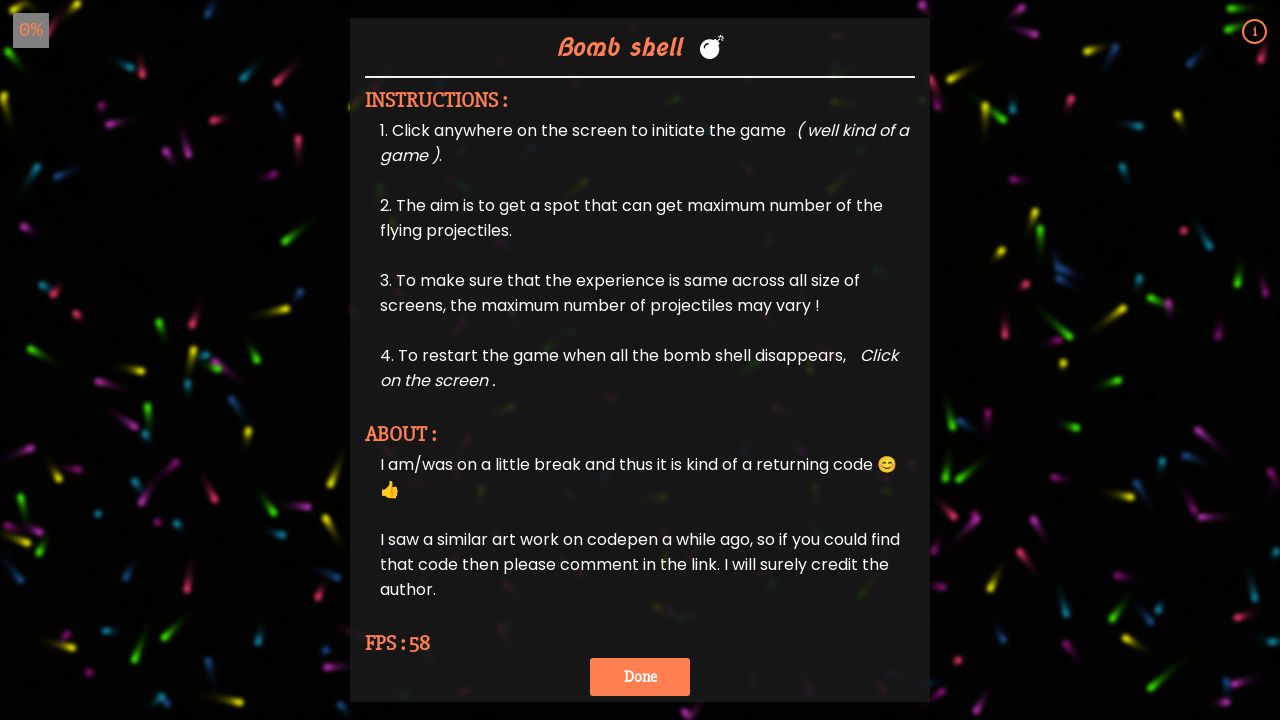 0%
i
Bomb shell 💣
INSTRUCTIONS :
1. Click anywhere on the screen to initiate the game ( well kind of a
game ).
2. The aim is to get a spot that can get maximum number of the
flying projectiles.
3. To make sure that the experience is same across all size of
screens, the maximum number of projectiles may vary !
4. To restart the game when all the bomb shell disappears, Click
on the screen .
ABOUT :
I am/was on a little break and thus it is kind of a returning code 😊
👍
I saw a similar art work on codepen a while ago, so if you could find
that code then please comment in the link. I will surely credit the
author.
FPS : 58
Done